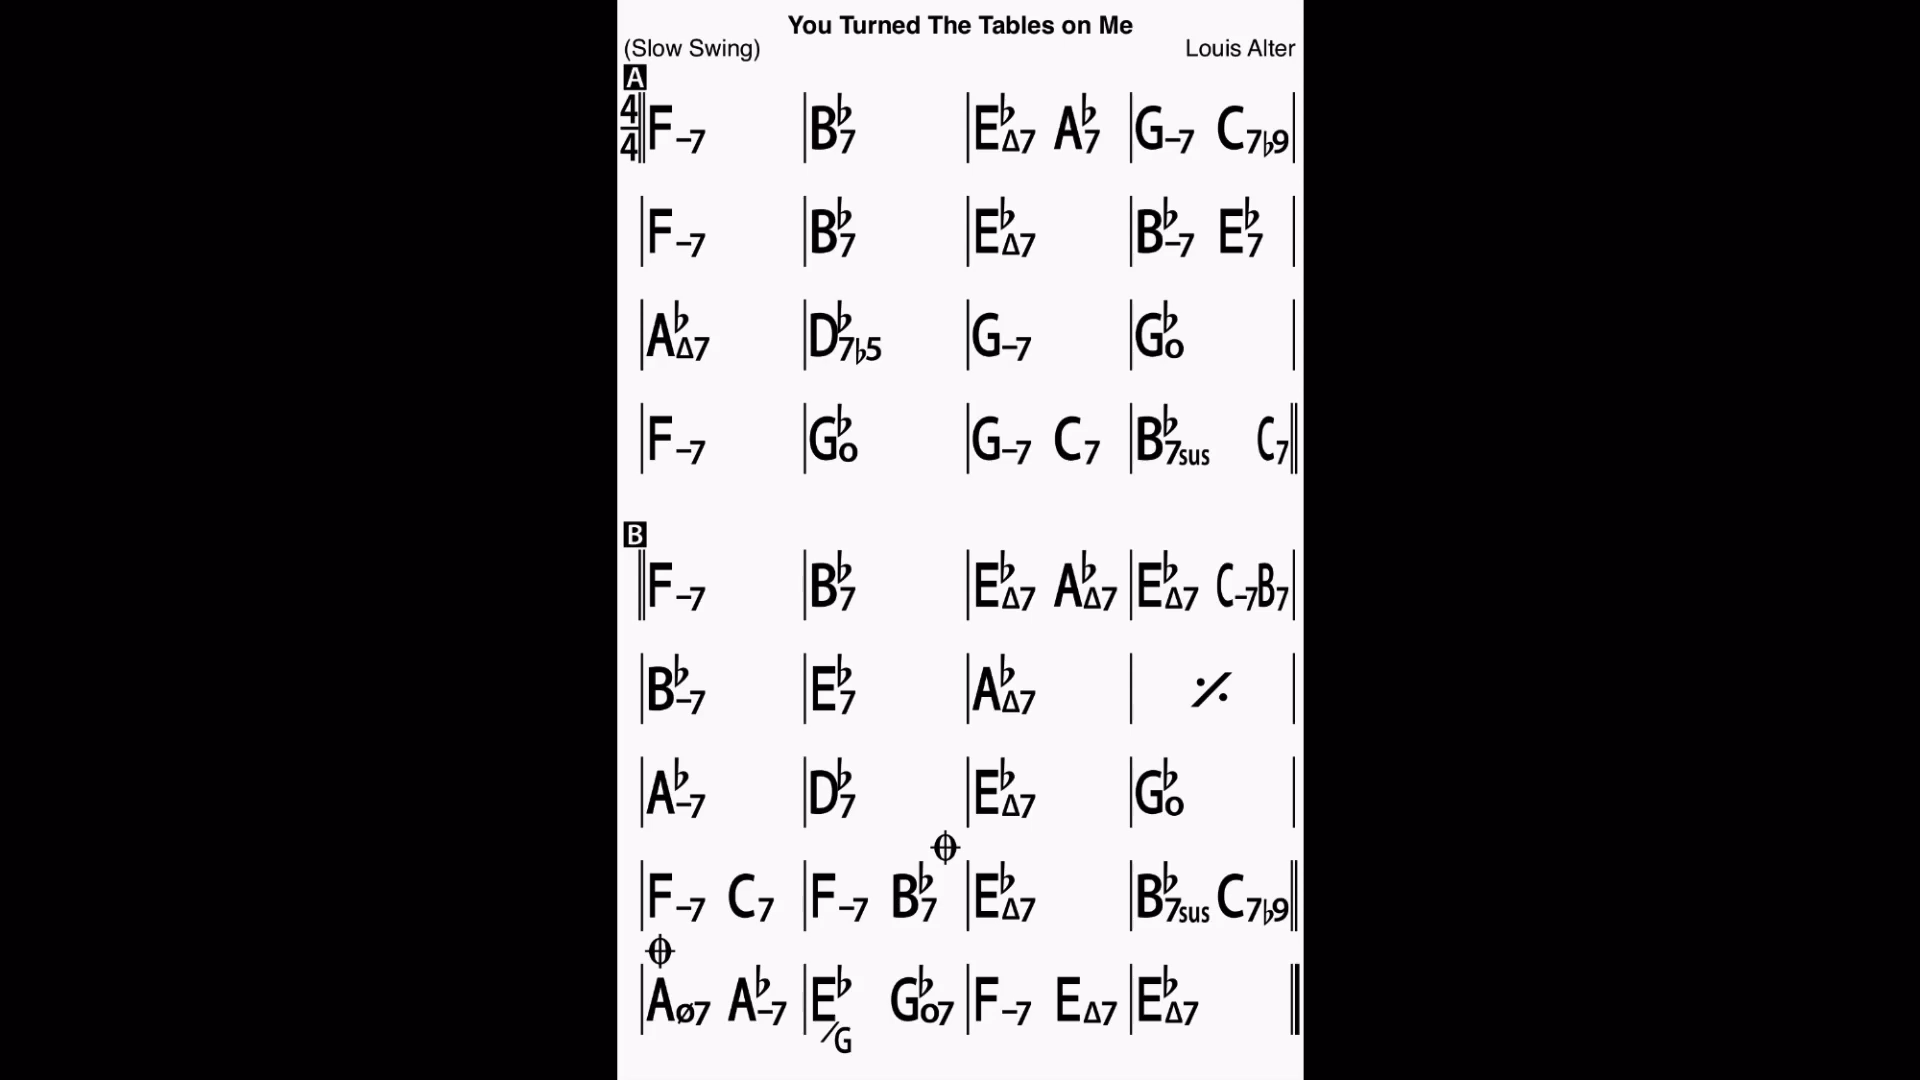 You Turned The Tables on Me
(Slow Swing) Louis Alter
A
4/4 F–7 | B♭7 | E♭Δ7 A♭7 | G–7 C7♭9 |
| F–7 | B♭7 | E♭Δ7 | B♭–7 E♭7 |
| A♭Δ7 | D♭7♭5 | G–7 | G♭o |
| F–7 | G♭o | G–7 C7 | B♭7sus C7 ||
B
|| F–7 | B♭7 | E♭Δ7 A♭Δ7 | E♭Δ7 C–7 B7 |
| B♭–7 | E♭7 | A♭Δ7 | 𝄎 |
| A♭–7 | D♭7 | E♭Δ7 | G♭o |
𝄌
| F–7 C7 | F–7 B♭7 | E♭Δ7 | B♭7sus C7♭9 ||
𝄌
| Aø7 A♭–7 | E♭/G G♭o7 | F–7 EΔ7 | E♭Δ7 ||